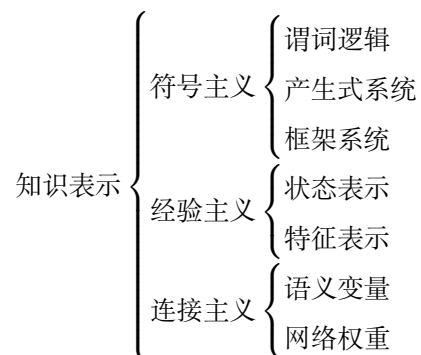 知识表示
符号主义
谓词逻辑
产生式系统
框架系统
经验主义
状态表示
特征表示
连接主义
语义变量
网络权重